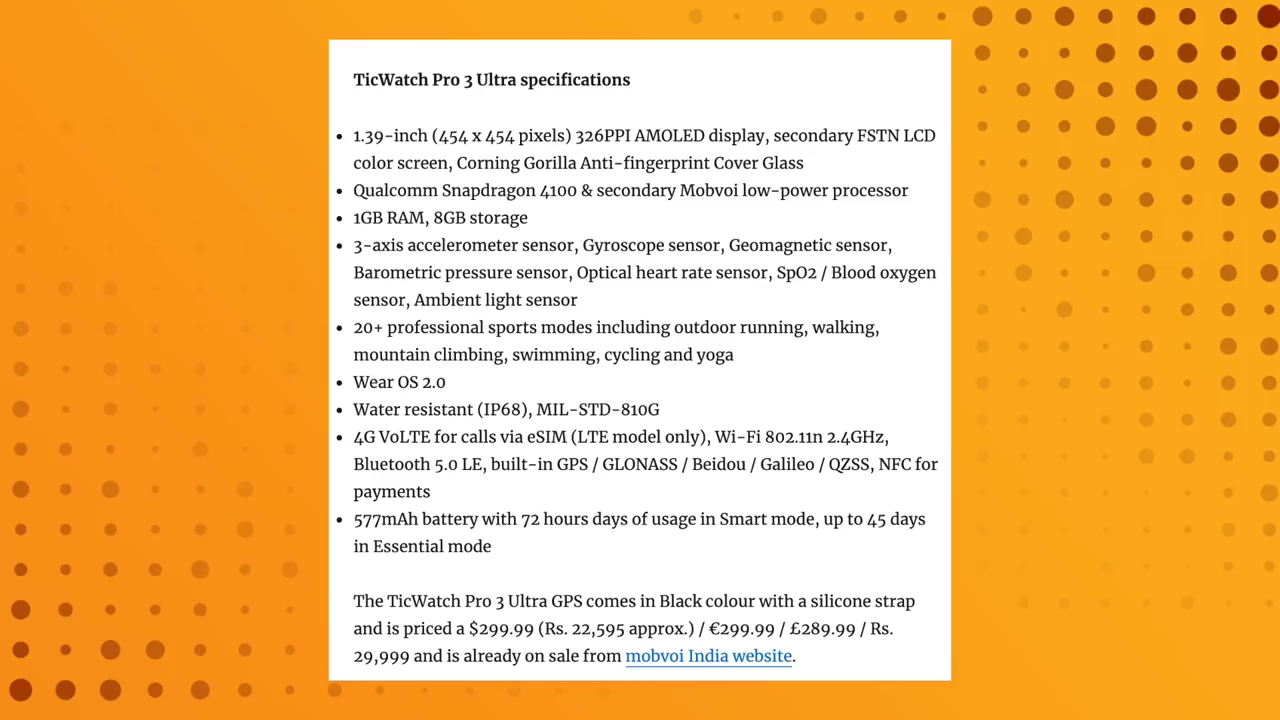 TicWatch Pro 3 Ultra specifications
• 1.39-inch (454 x 454 pixels) 326PPI AMOLED display, secondary FSTN LCD
color screen, Corning Gorilla Anti-fingerprint Cover Glass
• Qualcomm Snapdragon 4100 & secondary Mobvoi low-power processor
• 1GB RAM, 8GB storage
• 3-axis accelerometer sensor, Gyroscope sensor, Geomagnetic sensor,
Barometric pressure sensor, Optical heart rate sensor, SpO2 / Blood oxygen
sensor, Ambient light sensor
• 20+ professional sports modes including outdoor running, walking,
mountain climbing, swimming, cycling and yoga
• Wear OS 2.0
• Water resistant (IP68), MIL-STD-810G
• 4G VoLTE for calls via eSIM (LTE model only), Wi-Fi 802.11n 2.4GHz,
Bluetooth 5.0 LE, built-in GPS / GLONASS / Beidou / Galileo / QZSS, NFC for
payments
• 577mAh battery with 72 hours days of usage in Smart mode, up to 45 days
in Essential mode
The TicWatch Pro 3 Ultra GPS comes in Black colour with a silicone strap
and is priced a $299.99 (Rs. 22,595 approx.) / €299.99 / £289.99 / Rs.
29,999 and is already on sale from mobvoi India website.